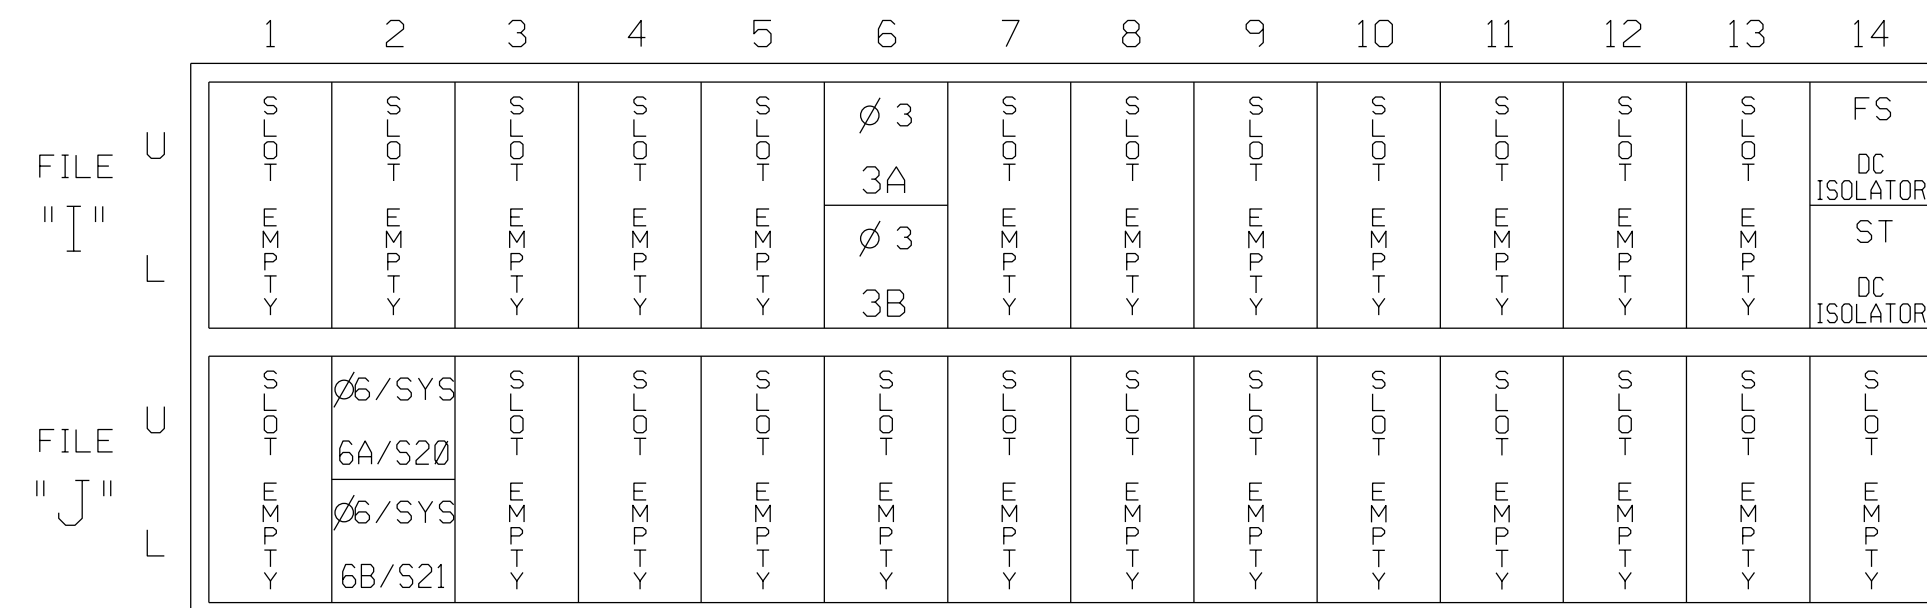 1 2 3 4 5 6 7 8 9 10 11 12 13 14
FILE "I"
U
L
SLOT EMPTY
SLOT EMPTY
SLOT EMPTY
SLOT EMPTY
SLOT EMPTY
Ø 3
3A
Ø 3
3B
SLOT EMPTY
SLOT EMPTY
SLOT EMPTY
SLOT EMPTY
SLOT EMPTY
SLOT EMPTY
SLOT EMPTY
FS
DC
ISOLATOR
ST
DC
ISOLATOR
FILE "J"
U
L
SLOT EMPTY
Ø6/SYS
6A/S20
Ø6/SYS
6B/S21
SLOT EMPTY
SLOT EMPTY
SLOT EMPTY
SLOT EMPTY
SLOT EMPTY
SLOT EMPTY
SLOT EMPTY
SLOT EMPTY
SLOT EMPTY
SLOT EMPTY
SLOT EMPTY
SLOT EMPTY